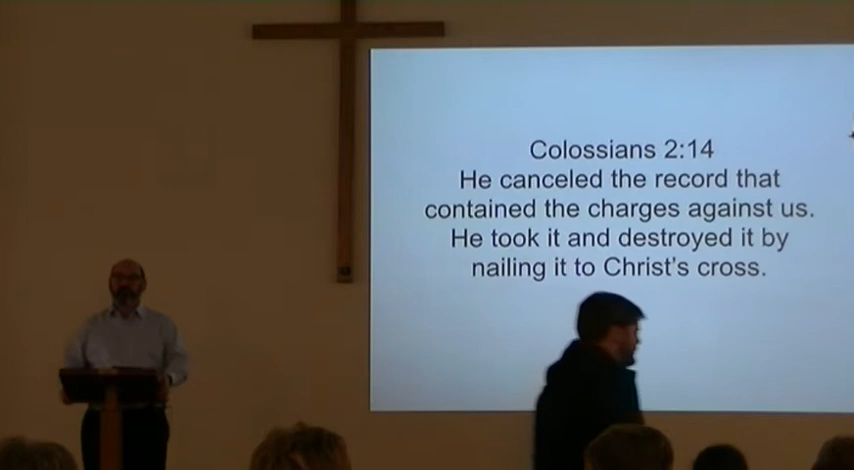 Colossians 2:14
He canceled the record that
contained the charges against us.
He took it and destroyed it by
nailing it to Christ's cross.